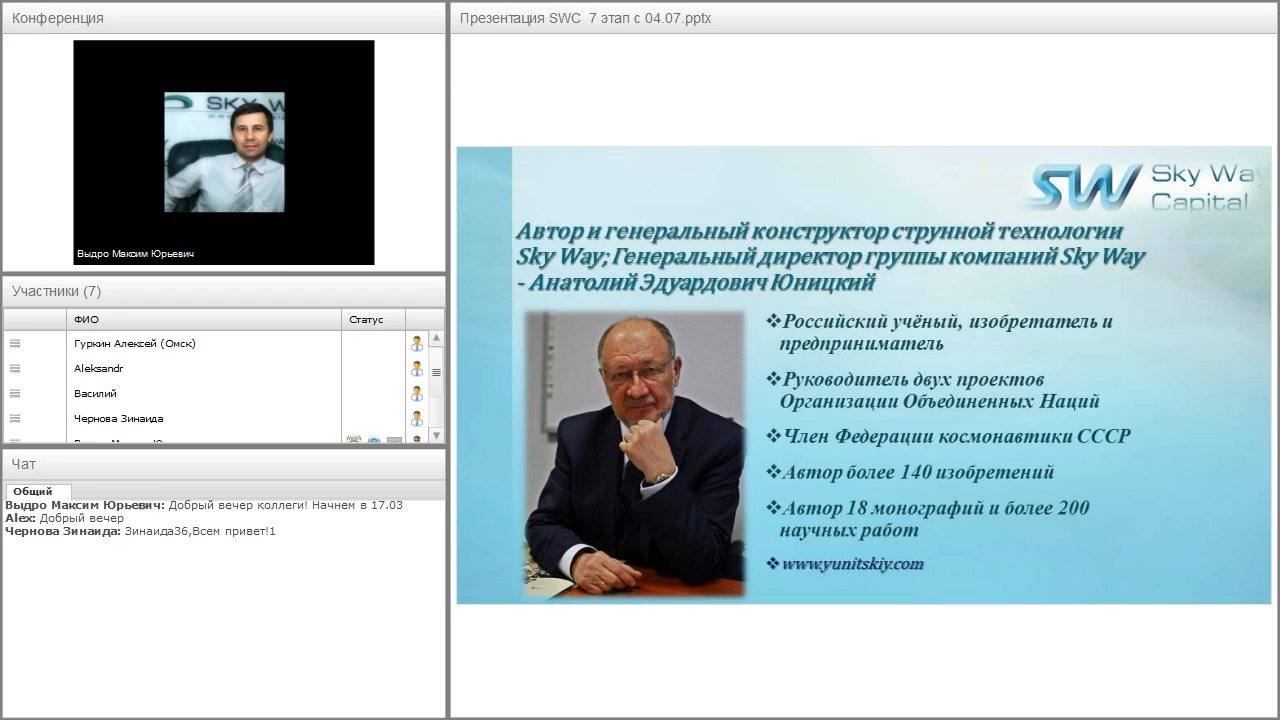 Конференция
SKY W
www
Выдро Максим Юрьевич
Участники (7)
ФИО
Статус
Гуркин Алексей (Омск)
Aleksandr
Василий
Чернова Зинаида
Чат
Общий
Выдро Максим Юрьевич: Добрый вечер коллеги! Начнем в 17.03
Alex: Добрый вечер
Чернова Зинаида: Зинаида36,Всем привет!1
Презентация SWC 7 этап с 04.07.pptx
SW Sky Way
Capital
Автор и генеральный конструктор струнной технологии
Sky Way; Генеральный директор группы компаний Sky Way
- Анатолий Эдуардович Юницкий
❖Российский учёный, изобретатель и
предприниматель
❖Руководитель двух проектов
Организации Объединенных Наций
❖Член Федерации космонавтики СССР
❖Автор более 140 изобретений
❖Автор 18 монографий и более 200
научных работ
❖www.yunitskiy.com